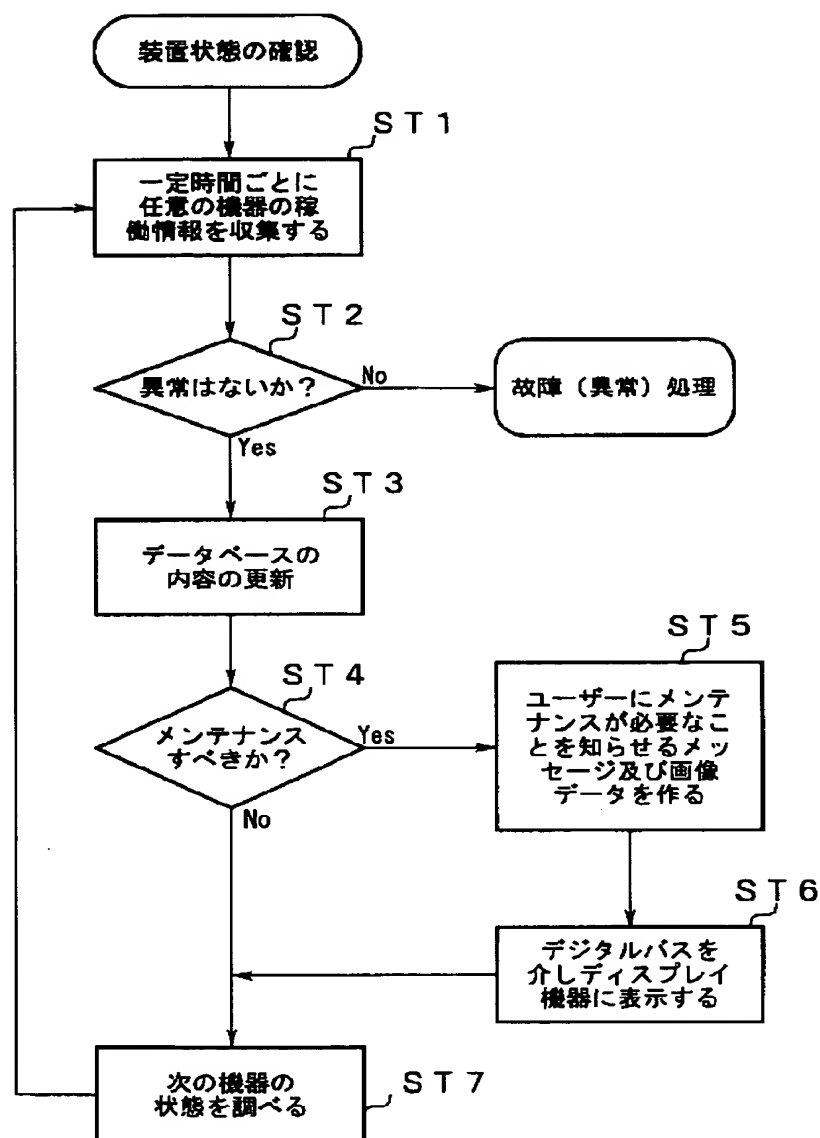 装置状態の確認
ST1
一定時間ごとに
任意の機器の稼
働情報を収集する
ST2
異常はないか？
No
故障（異常）処理
Yes
ST3
データベースの
内容の更新
ST4
メンテナンス
すべきか？
Yes
ST5
ユーザーにメンテ
ナンスが必要なこ
とを知らせるメッ
セージ及び画像
データを作る
No
ST6
デジタルバスを
介しディスプレイ
機器に表示する
次の機器の
状態を調べる
ST7